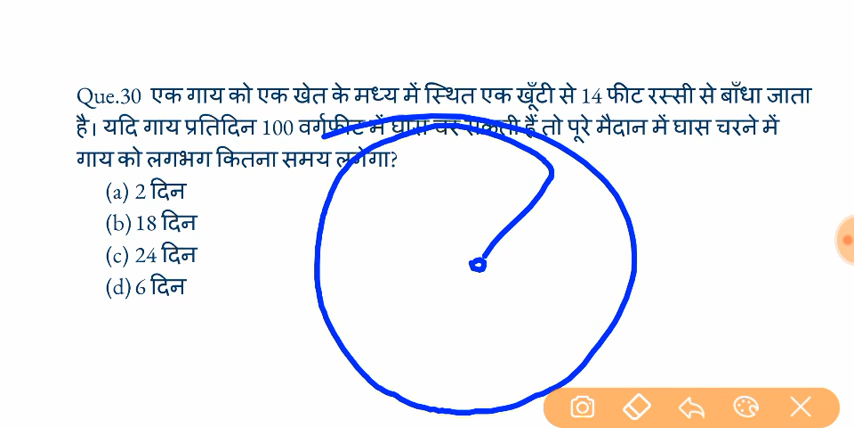 Que.30 एक गाय को एक खेत के मध्य में स्थित एक खूँटी से 14 फीट रस्सी से बाँधा जाता
है। यदि गाय प्रतिदिन 100 वर्गफीट में घास चर सकती हैं तो पूरे मैदान में घास चरने में
गाय को लगभग कितना समय लगेगा?
(a) 2 दिन
(b) 18 दिन
(c) 24 दिन
(d) 6 दिन